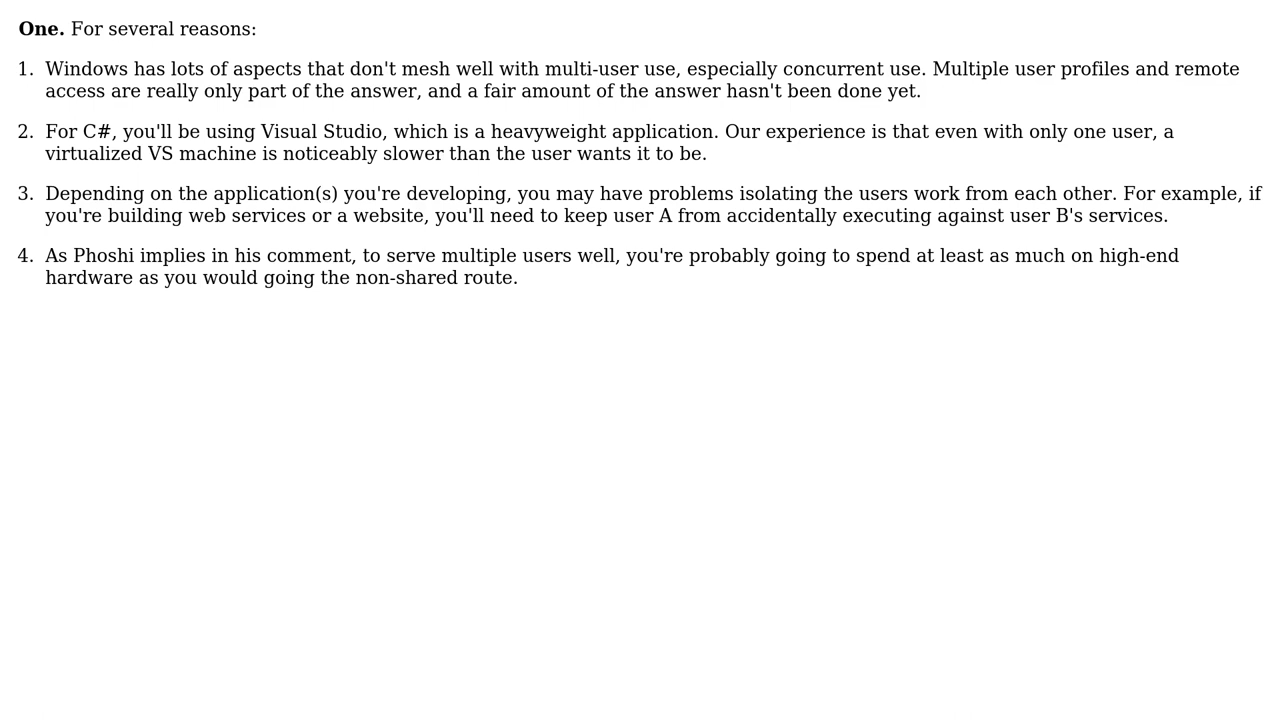 One. For several reasons:
1. Windows has lots of aspects that don't mesh well with multi-user use, especially concurrent use. Multiple user profiles and remote
access are really only part of the answer, and a fair amount of the answer hasn't been done yet.
2. For C#, you'll be using Visual Studio, which is a heavyweight application. Our experience is that even with only one user, a
virtualized VS machine is noticeably slower than the user wants it to be.
3. Depending on the application(s) you're developing, you may have problems isolating the users work from each other. For example, if
you're building web services or a website, you'll need to keep user A from accidentally executing against user B's services.
4. As Phoshi implies in his comment, to serve multiple users well, you're probably going to spend at least as much on high-end
hardware as you would going the non-shared route.